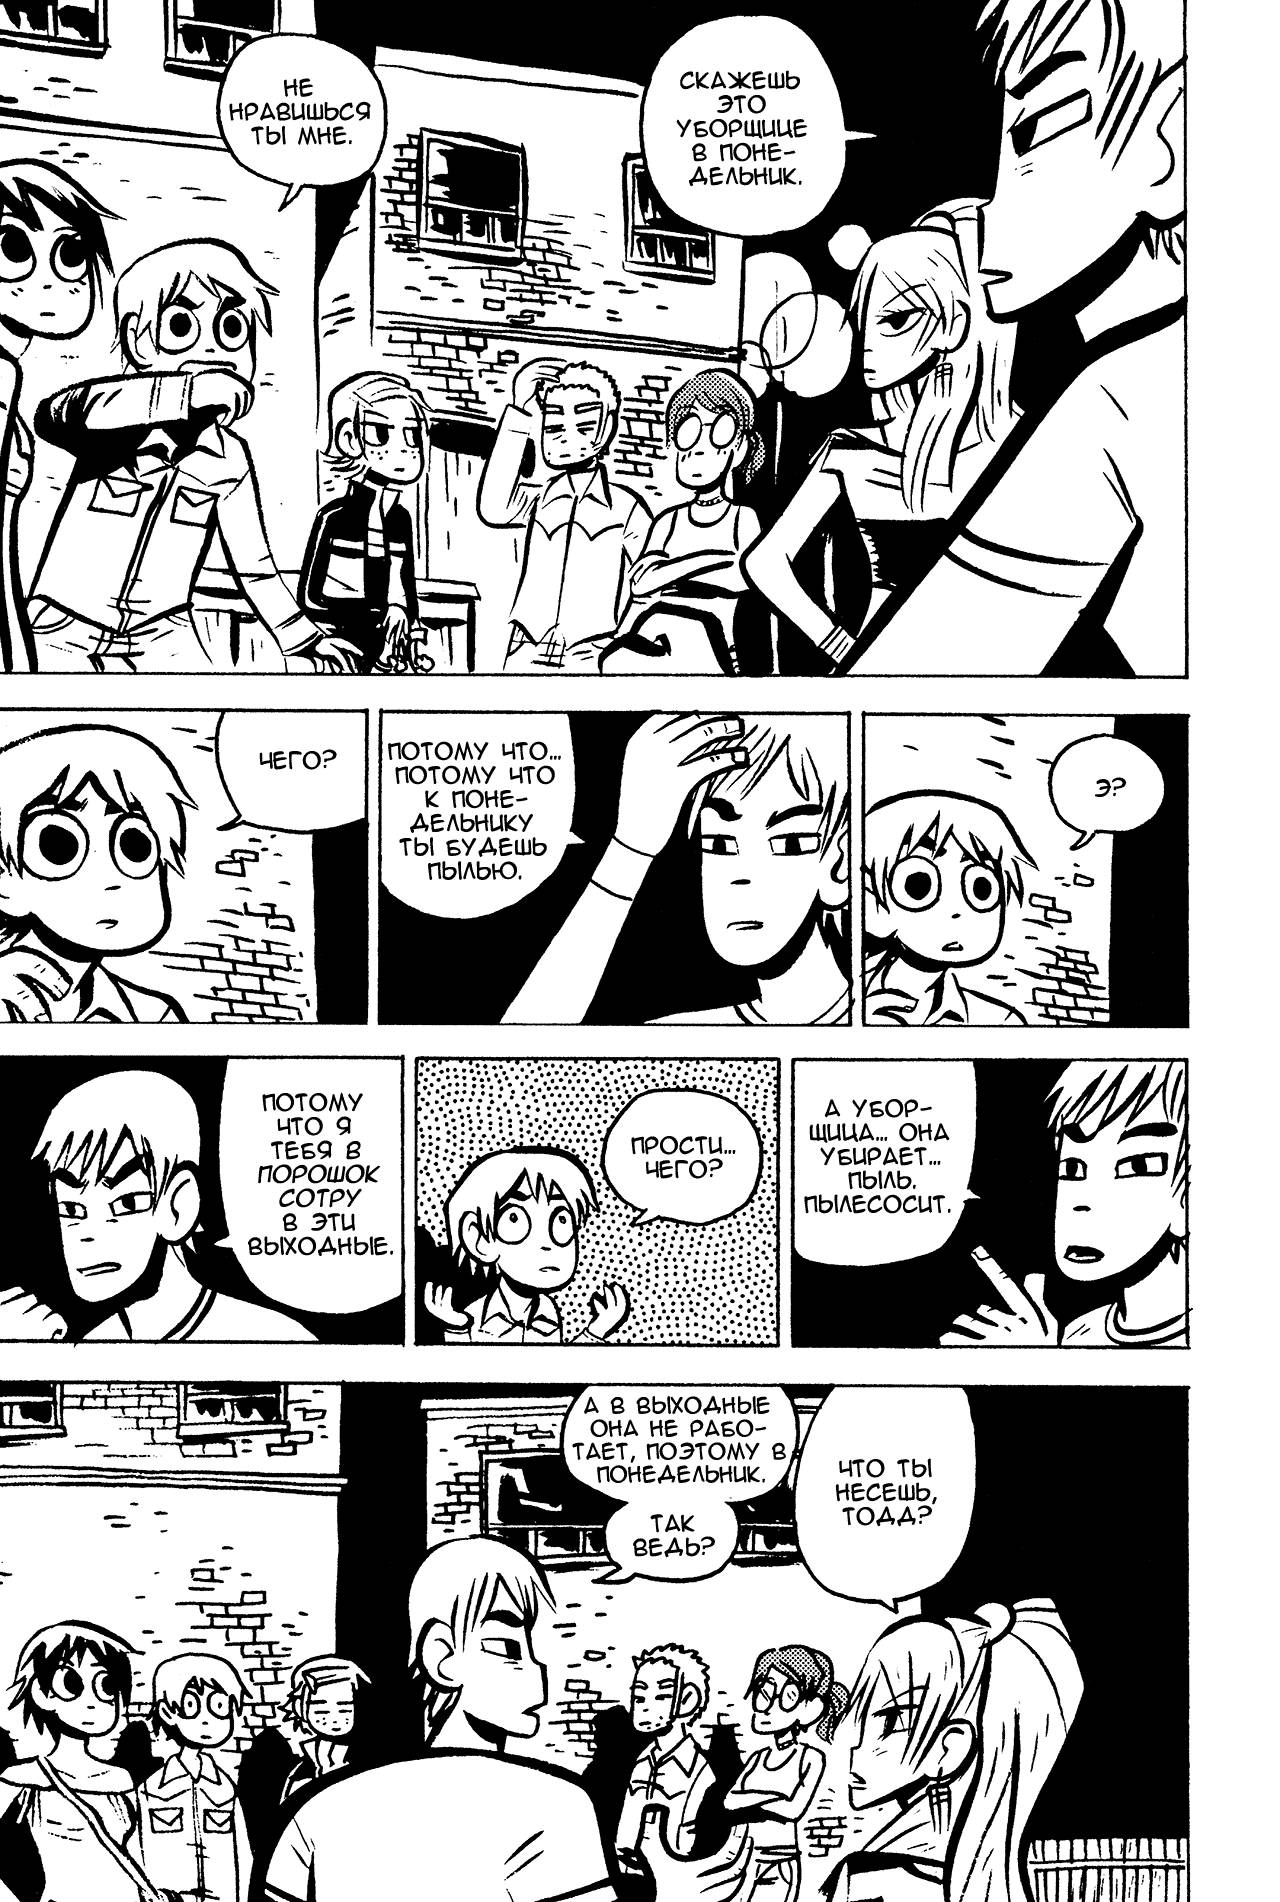 НЕ
НРАВИШЬСЯ
ТЫ МНЕ.
СКАЖЕШЬ
ЭТО
УБОРЩИЦЕ
В ПОНЕ-
ДЕЛЬНИК.
ЧЕГО?
ПОТОМУ ЧТО...
ПОТОМУ ЧТО
К ПОНЕ-
ДЕЛЬНИКУ
ТЫ БУДЕШЬ
ПЫЛЬЮ.
Э?
ПОТОМУ
ЧТО Я
ТЕБЯ В
ПОРОШОК
СОТРУ
В ЭТИ
ВЫХОДНЫЕ.
ПРОСТИ...
ЧЕГО?
А УБОР-
ЩИЦА... ОНА
УБИРАЕТ...
ПЫЛЬ.
ПЫЛЕСОСИТ.
А В ВЫХОДНЫЕ
ОНА НЕ РАБО-
ТАЕТ, ПОЭТОМУ В
ПОНЕДЕЛЬНИК.
ТАК
ВЕДЬ?
ЧТО ТЫ
НЕСЕШЬ,
ТОДД?